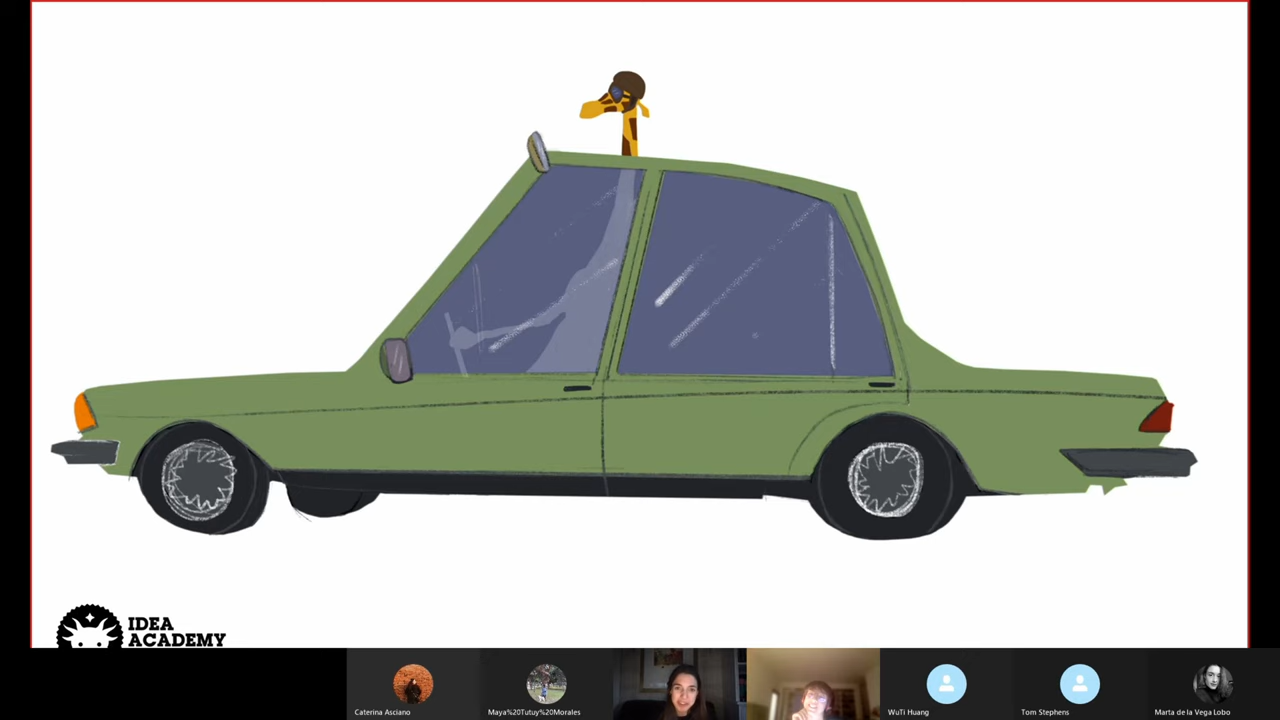 IDEA
ACADEMY
Caterina Asciano
Maya%20Tutuy%20Morales
WuTi Huang
Tom Stephens
Marta de la Vega Lobo